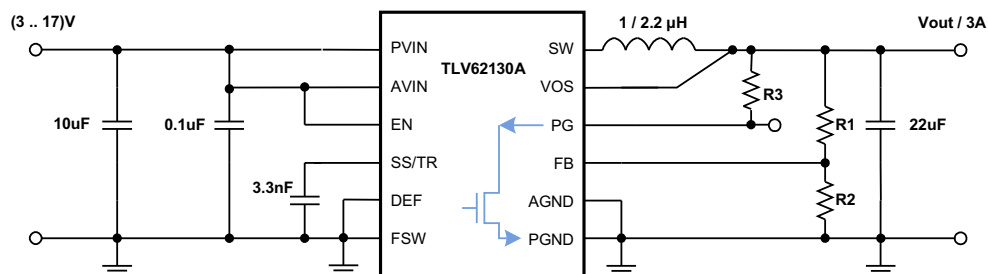 (3 .. 17)V
1 / 2.2 µH
Vout / 3A
PVIN
SW
TLV62130A
AVIN
VOS
R3
10uF
0.1uF
EN
PG
R1
22uF
SS/TR
FB
3.3nF
DEF
AGND
R2
FSW
PGND